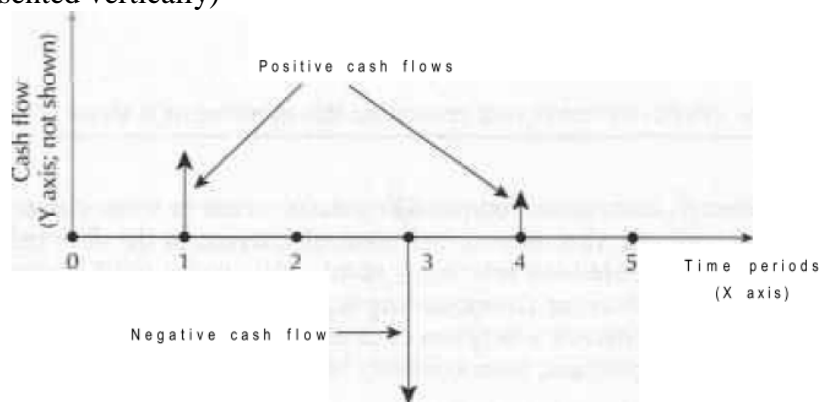 sented vertically)
Positive cash flows
Cash flow
(Y axis; not shown)
0 1 2 3 4 5
Time periods
(X axis)
Negative cash flow